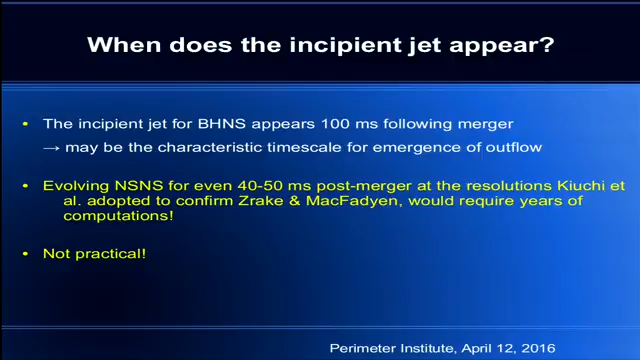 When does the incipient jet appear?
• The incipient jet for BHNS appears 100 ms following merger
→ may be the characteristic timescale for emergence of outflow
• Evolving NSNS for even 40-50 ms post-merger at the resolutions Kiuchi et
al. adopted to confirm Zrake & MacFadyen, would require years of
computations!
• Not practical!
Perimeter Institute, April 12, 2016